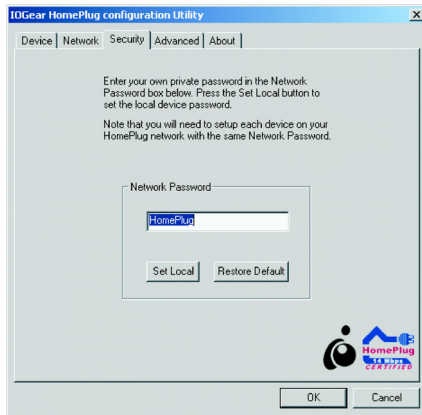 IOGear HomePlug configuration Utility
Device Network Security Advanced About
Enter your own private password in the Network
Password box below. Press the Set Local button to
set the local device password.
Note that you will need to setup each device on your
HomePlug network with the same Network Password.
Network Password
HomePlug
Set Local Restore Default
HomePlug
14 Mbps
CERTIFIED
OK Cancel